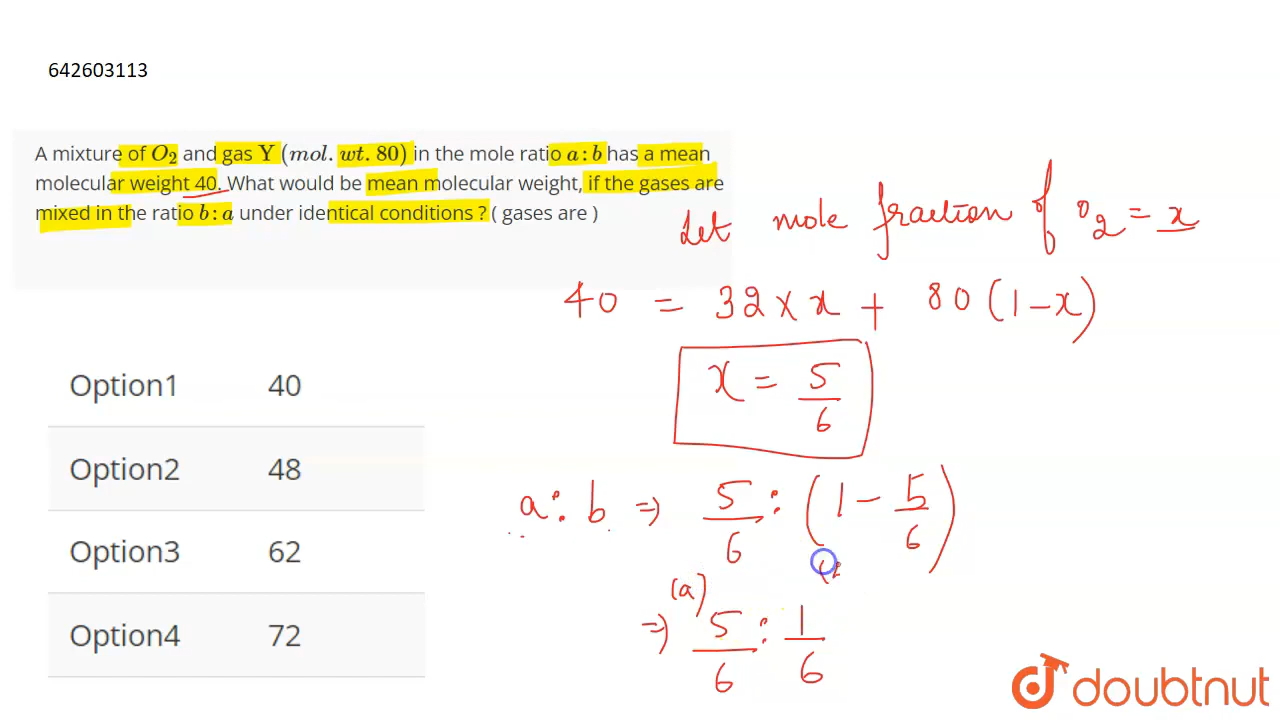 642603113
A mixture of O₂ and gas Y (mol. wt. 80) in the mole ratio a : b has a mean
molecular weight 40. What would be mean molecular weight, if the gases are
mixed in the ratio b : a under identical conditions ? ( gases are )
Let mole fraction of O₂ = x
40 = 32 × x + 80 (1 - x)
x = 5/6
Option1 40
Option2 48
Option3 62
Option4 72
a : b ⇒ 5/6 : (1 - 5/6)
(a)
⇒ 5/6 : 1/6
doubtnut